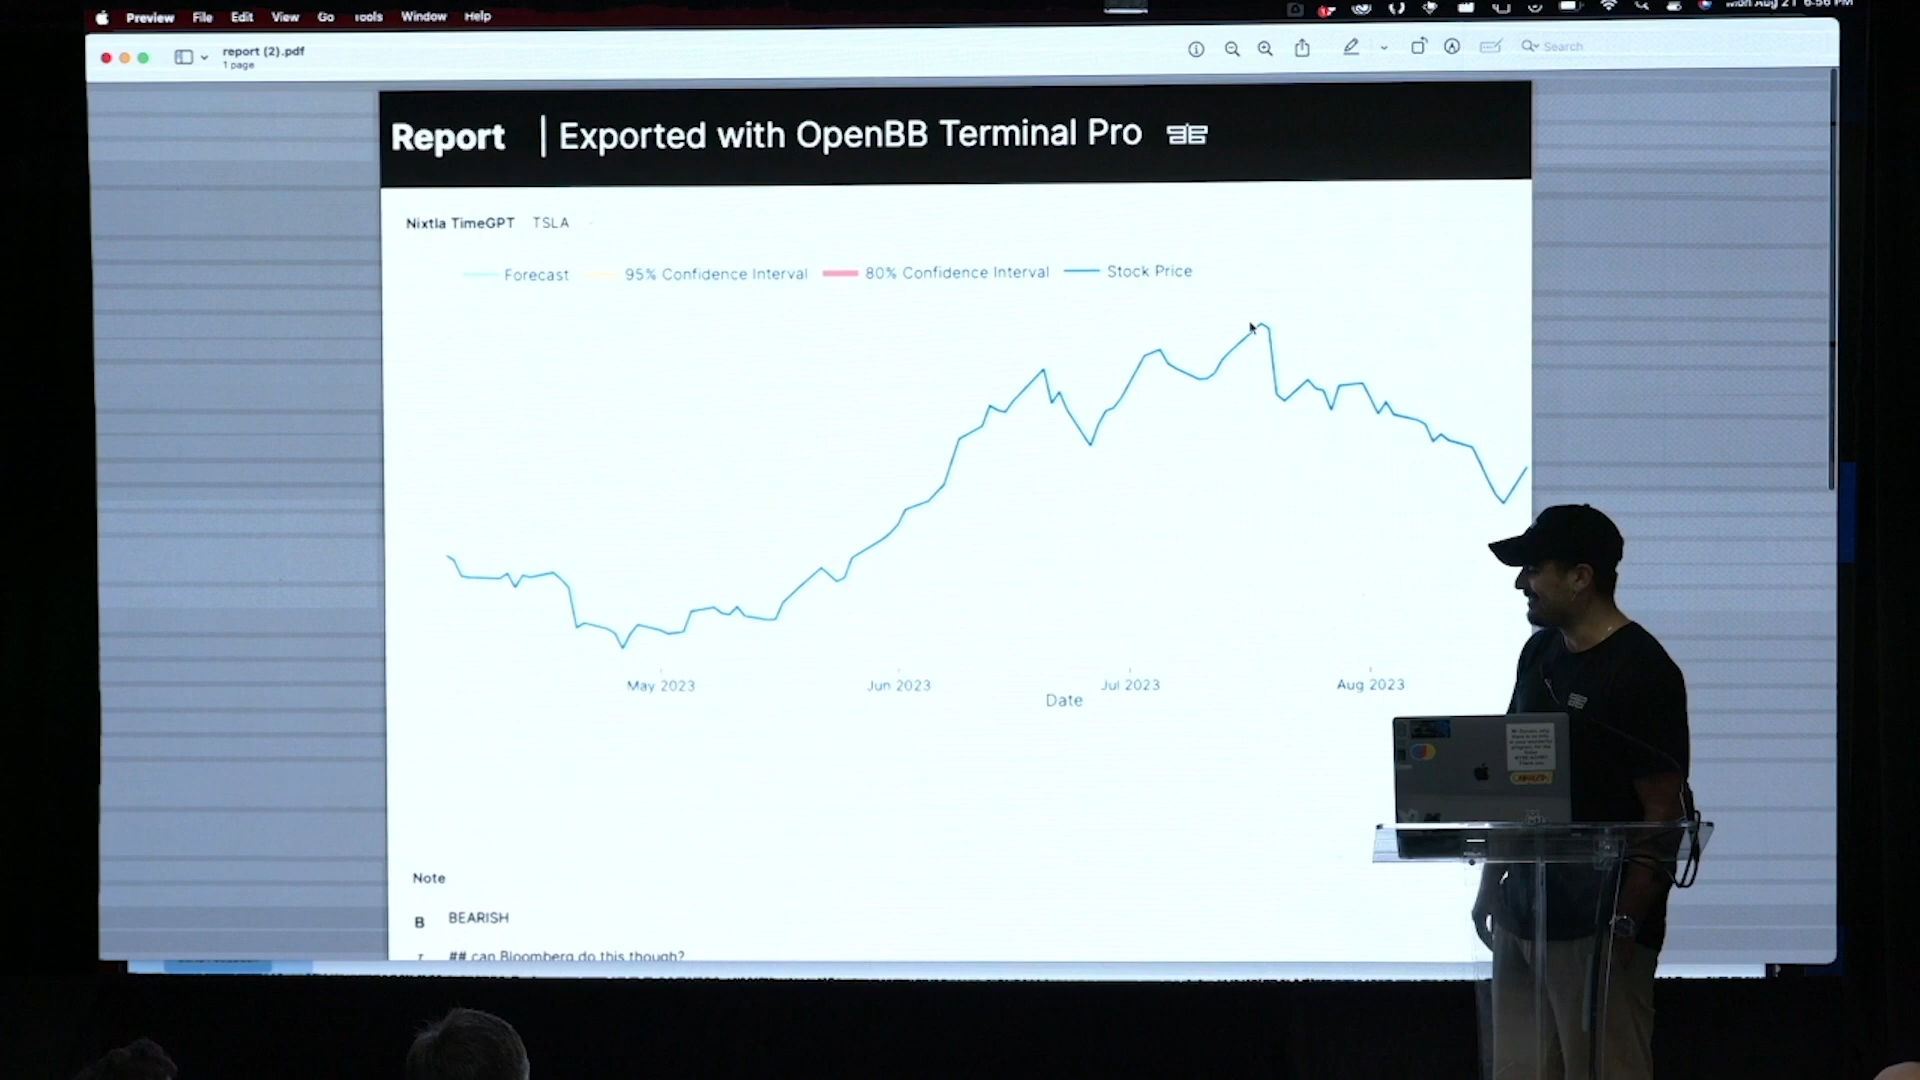 Preview File Edit View Go Tools Window Help
Mon Aug 21 6:56 PM
report (2).pdf
1 page
Search
Report | Exported with OpenBB Terminal Pro
Nixtla TimeGPT TSLA
Forecast 95% Confidence Interval 80% Confidence Interval Stock Price
May 2023 Jun 2023 Jul 2023 Aug 2023
Date
Note
B BEARISH
## can Bloomberg do this though?